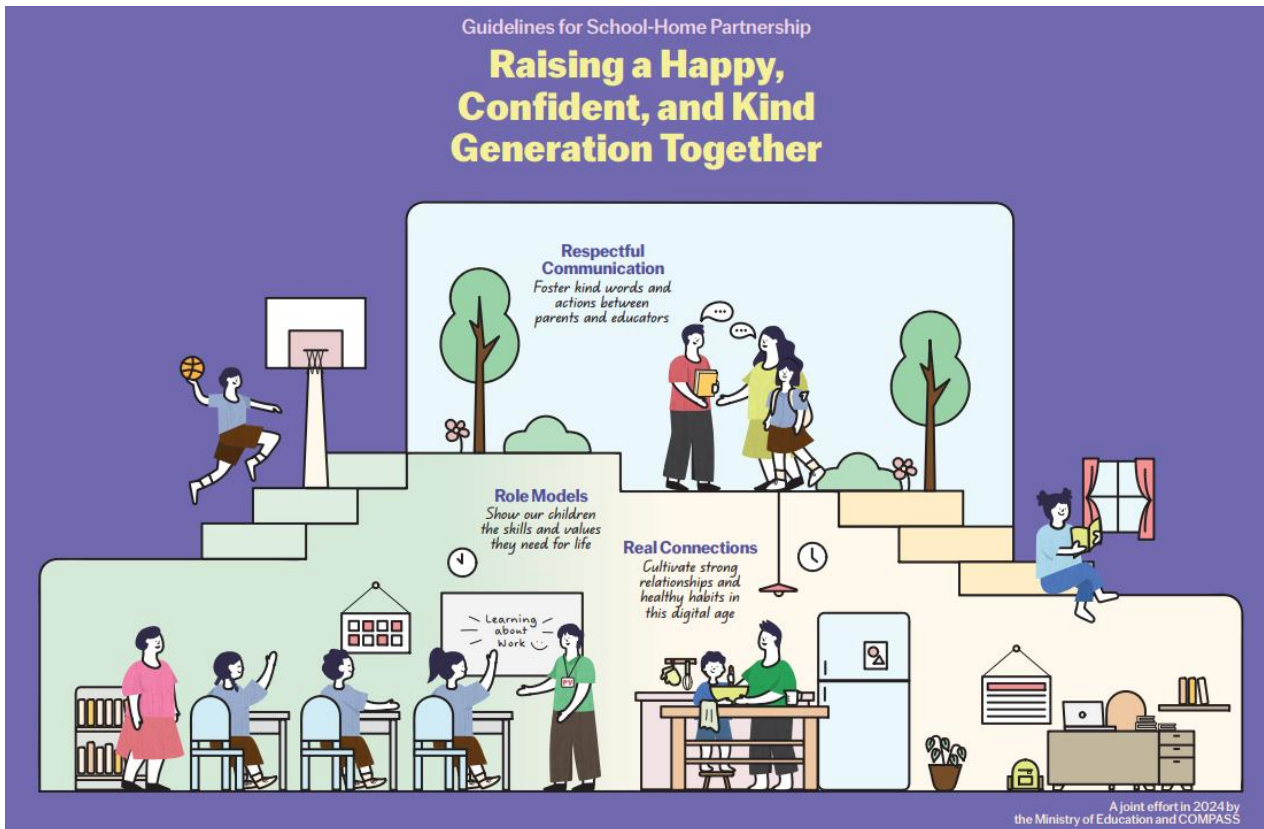 Guidelines for School-Home Partnership
Raising a Happy,
Confident, and Kind
Generation Together
Respectful
Communication
Foster kind words and
actions between
parents and educators
Role Models
Show our children
the skills and values
they need for life
Real Connections
Cultivate strong
relationships and
healthy habits in
this digital age
Learning
about
Work
PV
A joint effort in 2024 by
the Ministry of Education and COMPASS